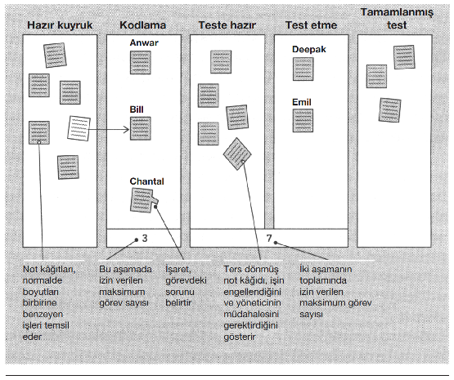 Hazır kuyruk
Kodlama
Teste hazır
Test etme
Tamamlanmış
test
Anwar
Bill
Chantal
Deepak
Emil
3
7
Not kâğıtları,
normalde
boyutları
birbirine
benzeyen
işleri temsil
eder
Bu aşamada
izin verilen
maksimum
görev sayısı
İşaret,
görevdeki
sorunu
belirtir
Ters dönmüş
not kâğıdı, işin
engellendiğini
ve yöneticinin
müdahalesini
gerektirdiğini
gösterir
İki aşamanın
toplamında
izin verilen
maksimum görev
sayısı